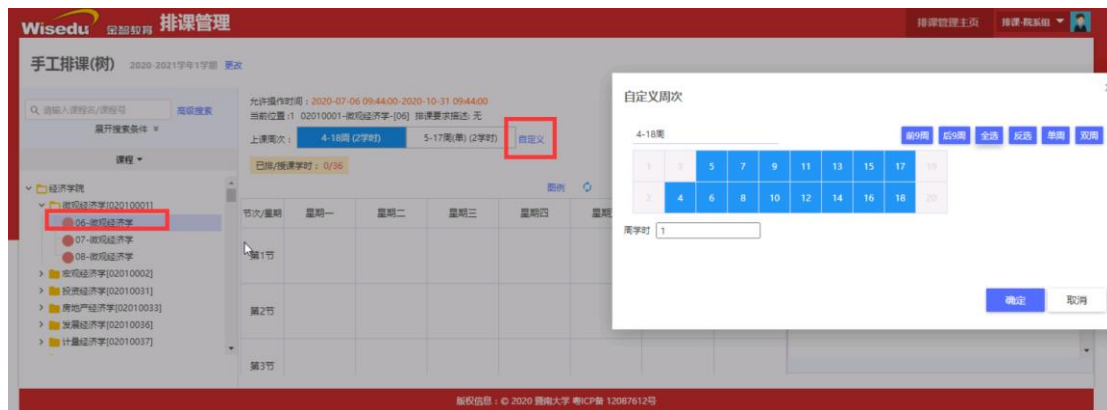 Wisedu 金智教育 排课管理
排课管理主页 排课-院系组
手工排课(树) 2020-2021学年1学期 更改
请输入课程名/课程号 高级搜索
展开搜索条件
课程
经济学院
微观经济学[02010001]
06-微观经济学
07-微观经济学
08-微观经济学
宏观经济学[02010002]
投资经济学[02010031]
房地产经济学[02010033]
发展经济学[02010036]
计量经济学[02010037]
允许操作时间：2020-07-06 09:44:00-2020-10-31 09:44:00
当前位置：1 02010001-微观经济学-[06] 排课要求描述: 无
上课周次： 4-18周 (2学时) 5-17周(单) (2学时) 自定义
已排/授课学时：0/36
图例
节次/星期 星期一 星期二 星期三 星期四
第1节
第2节
第3节
自定义周次
4-18周 前9周 后9周 全选 反选 单周 双周
1 3 5 7 9 11 13 15 17 19
2 4 6 8 10 12 14 16 18 20
周学时 1
确定 取消
版权信息：© 2020 暨南大学 粤ICP备 12087612号